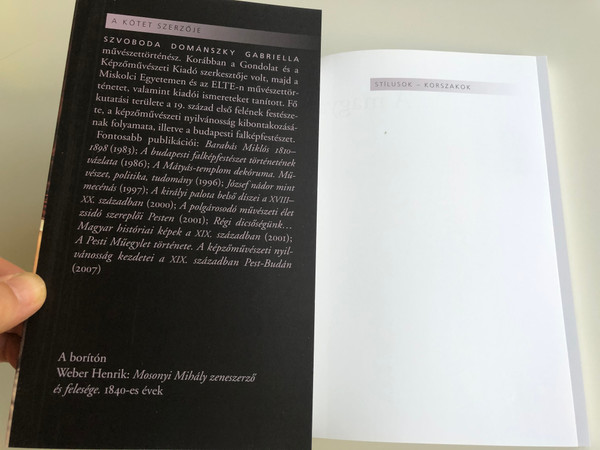 A KÖTET SZERZŐJE
SZVOBODA DOMÁNSZKY GABRIELLA
művészettörténész. Korábban a Gondolat és a
Képzőművészeti Kiadó szerkesztője volt, majd a
Miskolci Egyetemen és az ELTE-n művészettör-
ténetet, valamint kiadói ismereteket tanított. Fő
kutatási területe a 19. század első felének festésze-
te, a képzőművészeti nyilvánosság kibontakozásá-
nak folyamata, illetve a budapesti falképfestészet.
Fontosabb publikációi: Barabás Miklós 1810–
1898 (1983); A budapesti falképfestészet történetének
vázlata (1986); A Mátyás-templom dekóruma. Mű-
vészet, politika, tudomány (1996); József nádor mint
mecénás (1997); A királyi palota belső díszei a XVIII–
XX. században (2000); A polgárosodó művészeti élet
zsidó szereplői Pesten (2001); Régi dicsőségünk…
Magyar históriai képek a XIX. században (2001);
A Pesti Műegylet története. A képzőművészeti nyil-
vánosság kezdetei a XIX. században Pest-Budán
(2007)
A borítón
Weber Henrik: Mosonyi Mihály zeneszerző
és felesége. 1840-es évek
STÍLUSOK – KORSZAKOK